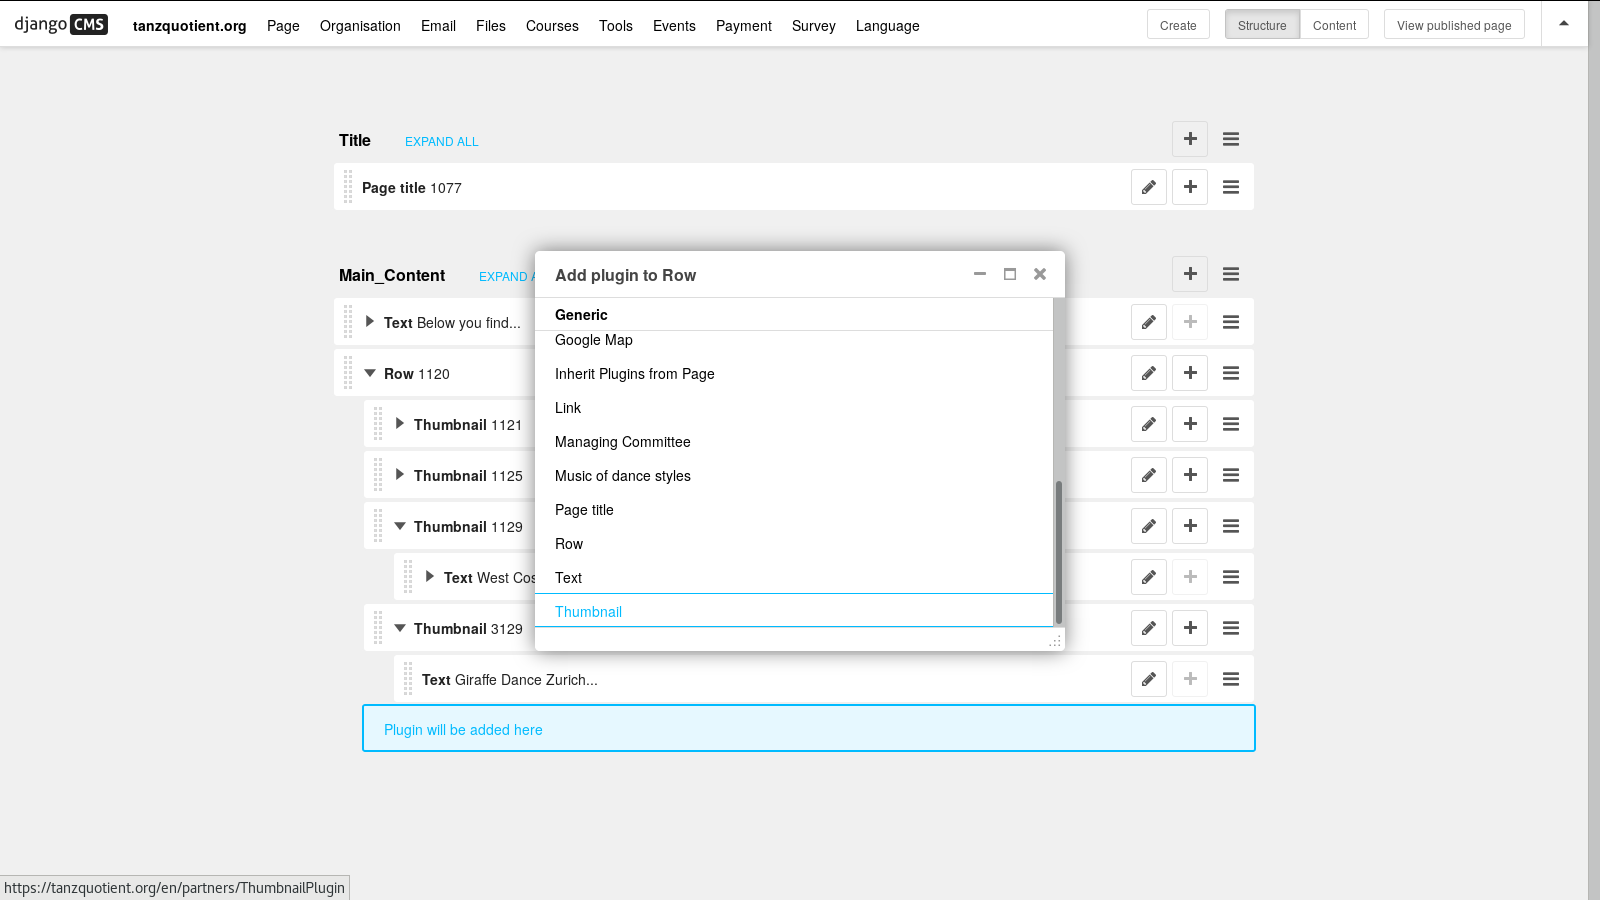 django CMS tanzquotient.org Page Organisation Email Files Courses Tools Events Payment Survey Language Create Structure Content View published page
Title EXPAND ALL
Page title 1077
Main_Content EXPAND
Text Below you find...
Row 1120
Thumbnail 1121
Thumbnail 1125
Thumbnail 1129
Text West Cos
Thumbnail 3129
Text Giraffe Dance Zurich...
Plugin will be added here
Add plugin to Row
Generic
Google Map
Inherit Plugins from Page
Link
Managing Committee
Music of dance styles
Page title
Row
Text
Thumbnail
https://tanzquotient.org/en/partners/ThumbnailPlugin